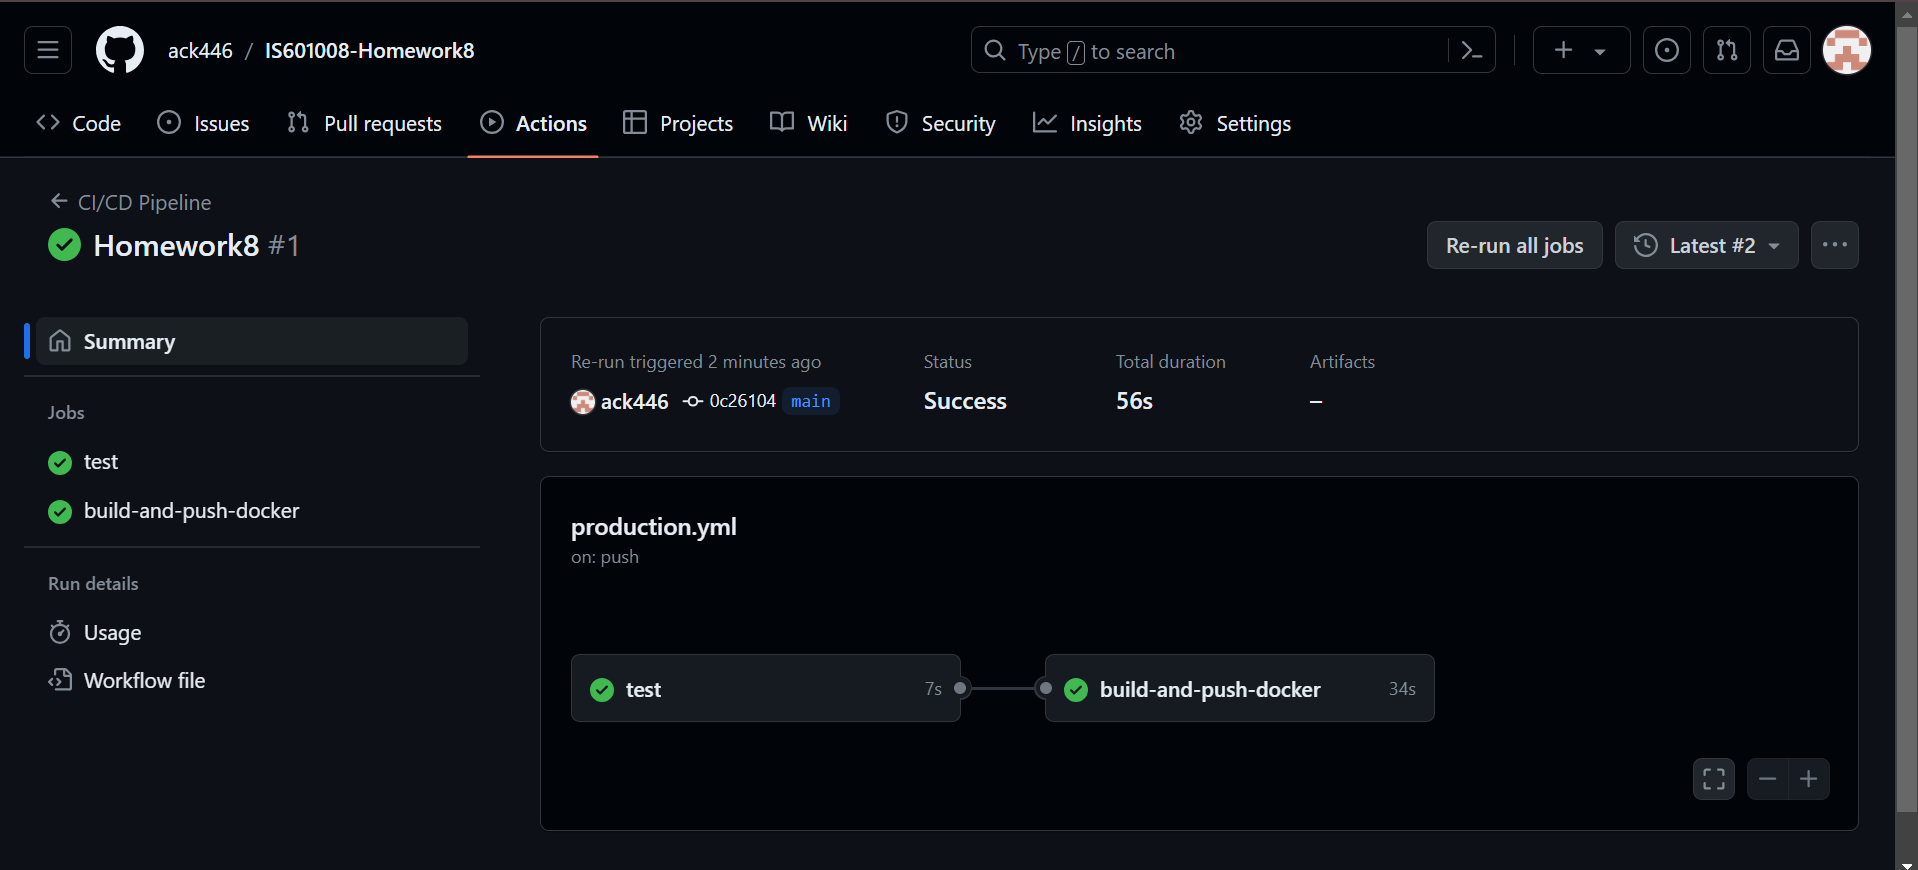 ack446 / IS601008-Homework8
Type / to search
Code Issues Pull requests Actions Projects Wiki Security Insights Settings
CI/CD Pipeline
Homework8 #1
Re-run all jobs
Latest #2
Summary
Jobs
test
build-and-push-docker
Run details
Usage
Workflow file
Re-run triggered 2 minutes ago
ack446 0c26104 main
Status
Success
Total duration
56s
Artifacts
–
production.yml
on: push
test 7s
build-and-push-docker 34s